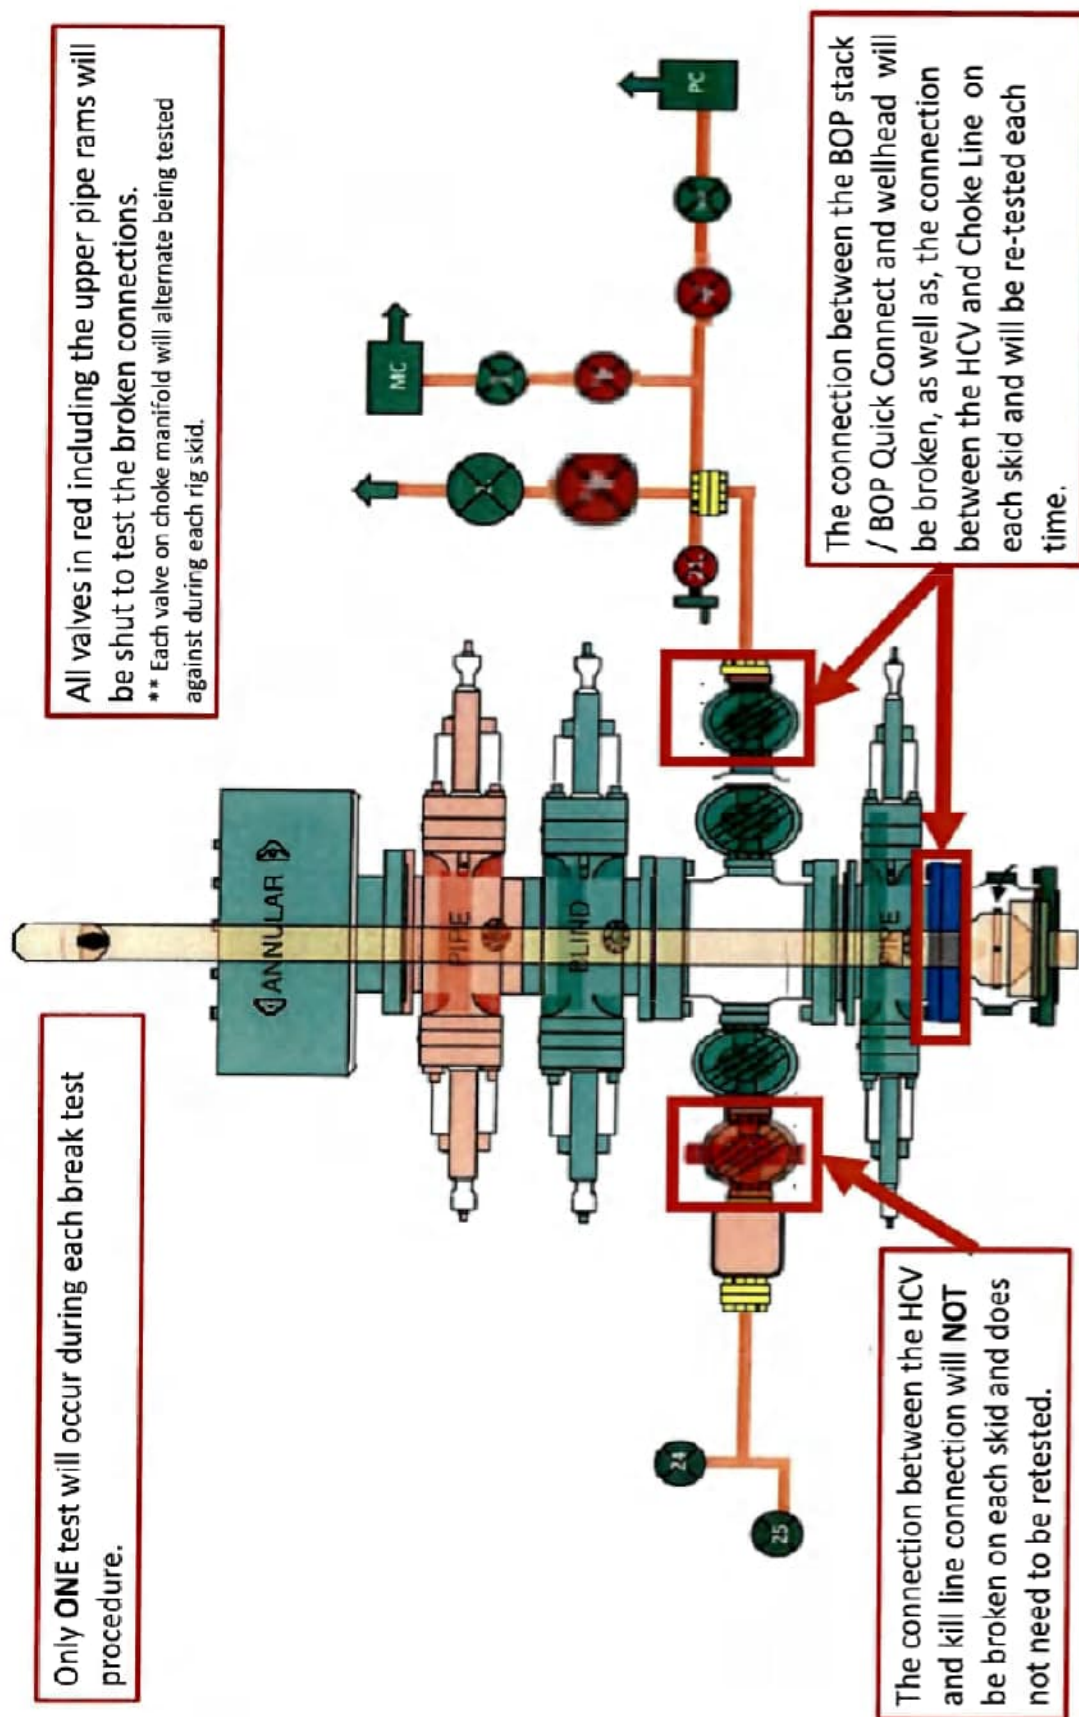 Only ONE test will occur during each break test
procedure.
All valves in red including the upper pipe rams will
be shut to test the broken connections.
** Each valve on choke manifold will alternate being tested
against during each rig skid.
ANNULAR
PIPE
BLIND
PIPE
MC
PC
24
25
The connection between the HCV
and kill line connection will NOT
be broken on each skid and does
not need to be retested.
The connection between the BOP stack
/ BOP Quick Connect and wellhead will
be broken, as well as, the connection
between the HCV and Choke Line on
each skid and will be re-tested each
time.